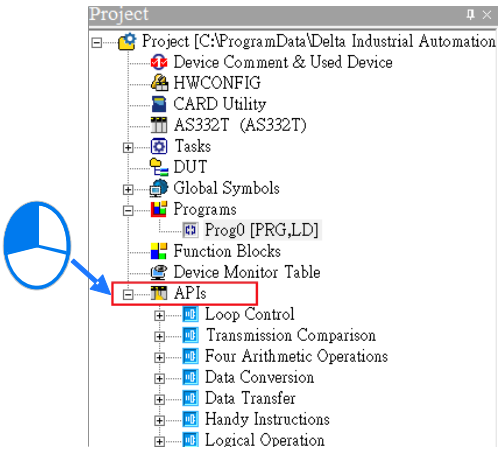 Project
Project [C:\ProgramData\Delta Industrial Automation
Device Comment & Used Device
HWCONFIG
CARD Utility
AS332T (AS332T)
Tasks
DUT
Global Symbols
Programs
Prog0 [PRG,LD]
Function Blocks
Device Monitor Table
APIs
Loop Control
Transmission Comparison
Four Arithmetic Operations
Data Conversion
Data Transfer
Handy Instructions
Logical Operation